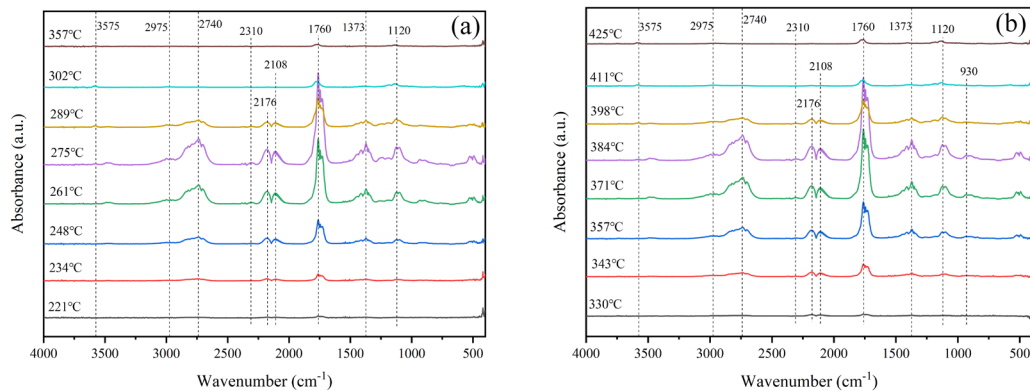 (a)
3575 2975 2740 2310 1760 1373 1120
2108
2176
357℃
302℃
289℃
275℃
261℃
248℃
234℃
221℃
Absorbance (a.u.)
4000 3500 3000 2500 2000 1500 1000 500
Wavenumber (cm⁻¹)
(b)
3575 2975 2740 2310 1760 1373 1120
2108
930
2176
425℃
411℃
398℃
384℃
371℃
357℃
343℃
330℃
Absorbance (a.u.)
4000 3500 3000 2500 2000 1500 1000 500
Wavenumber (cm⁻¹)